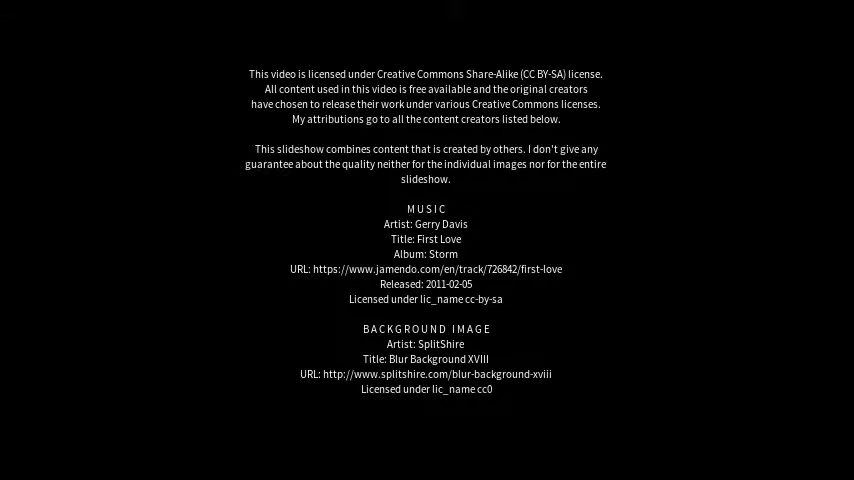 This video is licensed under Creative Commons Share-Alike (CC BY-SA) license.
All content used in this video is free available and the original creators
have chosen to release their work under various Creative Commons licenses.
My attributions go to all the content creators listed below.
This slideshow combines content that is created by others. I don't give any
guarantee about the quality neither for the individual images nor for the entire
slideshow.
MUSIC
Artist: Gerry Davis
Title: First Love
Album: Storm
URL: https://www.jamendo.com/en/track/726842/first-love
Released: 2011-02-05
Licensed under lic_name cc-by-sa
BACKGROUND IMAGE
Artist: SplitShire
Title: Blur Background XVIII
URL: http://www.splitshire.com/blur-background-xviii
Licensed under lic_name cc0